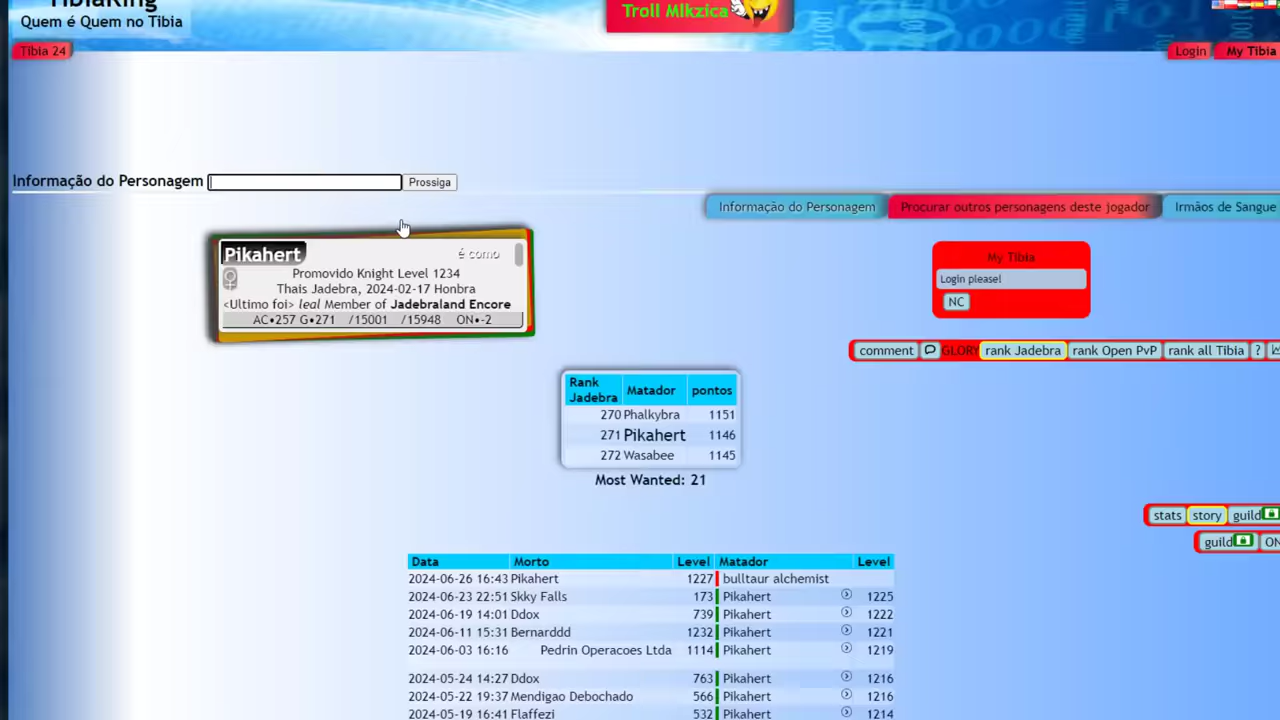 TibiaKing
Quem é Quem no Tibia
Troll Mlkzica
Tibia 24
Login
My Tibia
Informação do Personagem
Prossiga
Informação do Personagem
Procurar outros personagens deste jogador
Irmãos de Sangue
Pikahert
é como
Promovido Knight Level 1234
Thais Jadebra, 2024-02-17 Honbra
<Ultimo foi> leal Member of Jadebraland Encore
AC•257 G•271 /15001 /15948 ON•-2
My Tibia
Login please!
NC
comment GLORY rank Jadebra rank Open PvP rank all Tibia ?
Rank Jadebra Matador pontos
270 Phalkybra 1151
271 Pikahert 1146
272 Wasabee 1145
Most Wanted: 21
stats story guild
guild ON
Data Morto Level Matador Level
2024-06-26 16:43 Pikahert 1227 bulltaur alchemist
2024-06-23 22:51 Skky Falls 173 Pikahert 1225
2024-06-19 14:01 Ddox 739 Pikahert 1222
2024-06-11 15:31 Bernarddd 1232 Pikahert 1221
2024-06-03 16:16 Pedrin Operacoes Ltda 1114 Pikahert 1219
2024-05-24 14:27 Ddox 763 Pikahert 1216
2024-05-22 19:37 Mendigao Debochado 566 Pikahert 1216
2024-05-19 16:41 Flaffezi 532 Pikahert 1214